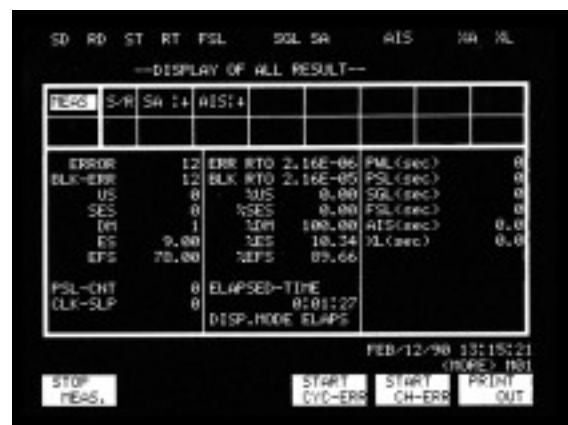 SD RD ST RT FSL SGL SA AIS %A %L
--DISPLAY OF ALL RESULT--
MEAS S/R SA :+ AIS:+
ERROR 12 ERR RTO 2.16E-06 PWL(sec) 0
BLK-ERR 12 BLK RTO 2.16E-05 PSL(sec) 0
US 0 %US 0.00 SGL(sec) 0
SES 0 %SES 0.00 FSL(sec) 0
DM 1 %DM 100.00 AIS(sec) 0.0
ES 9.00 %ES 10.34 %L(sec) 0.0
EFS 78.00 %EFS 89.66
PSL-CNT 0 ELAPSED-TIME
CLK-SLP 0 0:01:27
DISP.MODE ELAPS
FEB/12/90 13:15:21
<MORE> M01
STOP MEAS.
START CYC-ERR
START CH-ERR
PRINT OUT